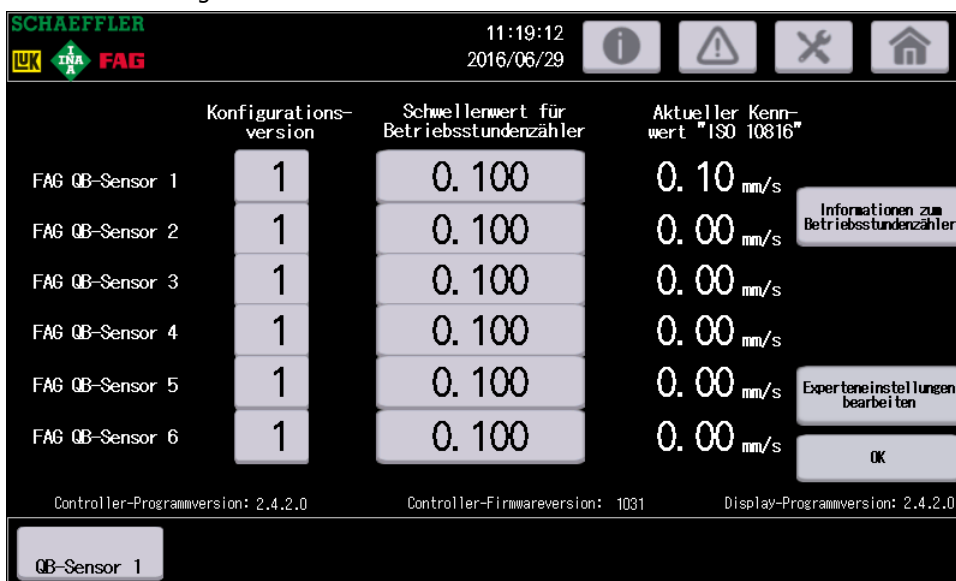 SCHAEFFLER
LUK INA FAG
11:19:12
2016/06/29
Konfigurations-
version
Schwellenwert für
Betriebsstundenzähler
Aktueller Kenn-
wert "ISO 10816"
FAG QB-Sensor 1 1 0.100 0.10 mm/s
Informationen zum
Betriebsstundenzähler
FAG QB-Sensor 2 1 0.100 0.00 mm/s
FAG QB-Sensor 3 1 0.100 0.00 mm/s
FAG QB-Sensor 4 1 0.100 0.00 mm/s
FAG QB-Sensor 5 1 0.100 0.00 mm/s
Experteneinstellungen
bearbeiten
FAG QB-Sensor 6 1 0.100 0.00 mm/s
OK
Controller-Programmversion: 2.4.2.0 Controller-Firmwareversion: 1031 Display-Programmversion: 2.4.2.0
QB-Sensor 1